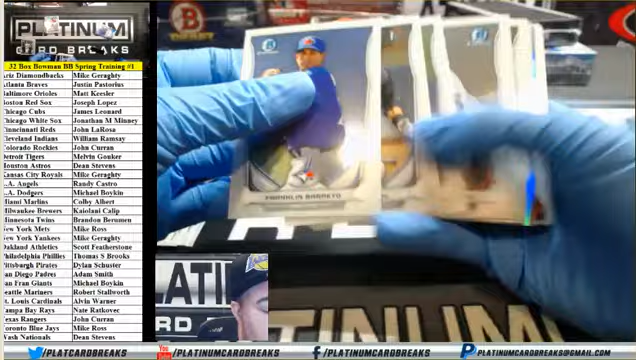 PLATINUM
CARD BREAKS
32 Box Bowman BB Spring Training #1
Ariz Diamondbacks Mike Geraghty
Atlanta Braves Justin Pastorius
Baltimore Orioles Matt Keesler
Boston Red Sox Joseph Lopez
Chicago Cubs James Leonard
Chicago White Sox Jonathan M Minney
Cincinnati Reds John LaRosa
Cleveland Indians William Ramsay
Colorado Rockies John Curran
Detroit Tigers Melvin Gouker
Houston Astros Dean Stevens
Kansas City Royals Mike Geraghty
L.A. Angels Randy Castro
L.A. Dodgers Michael Boykin
Miami Marlins Colby Albert
Milwaukee Brewers Kaiolani Calip
Minnesota Twins Brandon Bernmen
New York Mets Mike Ross
New York Yankees Mike Geraghty
Oakland Athletics Scott Featherstone
Philadelphia Phillies Thomas S Brooks
Pittsburgh Pirates Dylan Schuster
San Diego Padres Adam Smith
San Fran Giants Michael Boykin
Seattle Mariners Robert Stallworth
St. Louis Cardinals Alvin Warner
Tampa Bay Rays Nate Ratkover
Texas Rangers John Curran
Toronto Blue Jays Mike Ross
Wash Nationals Dean Stevens
FRANKLIN BARRETO
/PLATCARDBREAKS
/PLATINUMCARDBREAKS
/PLATINUMCARDBREAKS
PLATINUMCARDBREAKS@GMAIL.COM